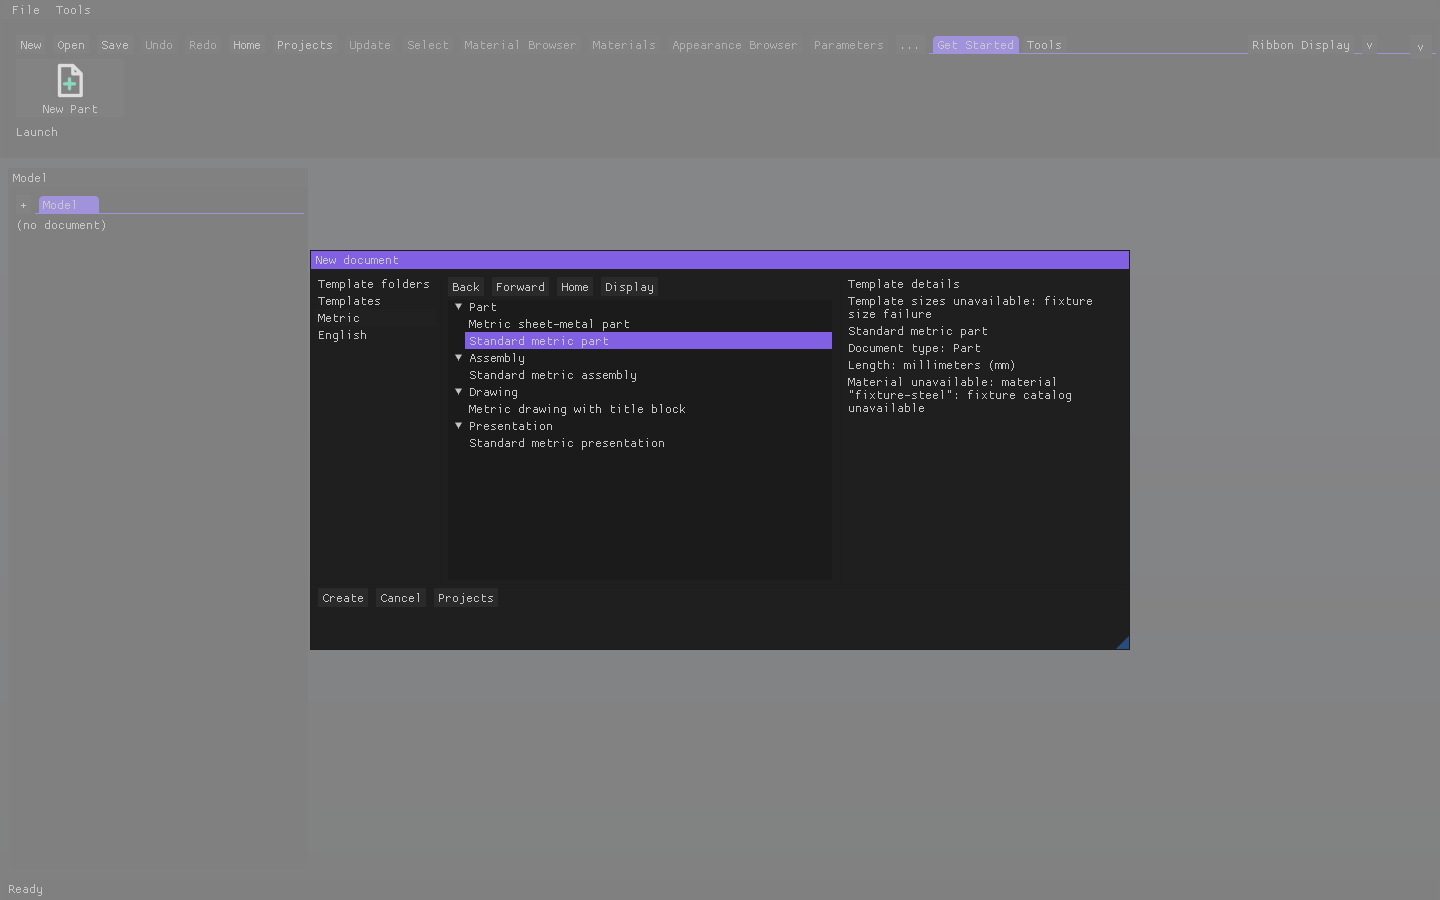 File Tools
New Open Save Undo Redo Home Projects Update Select Material Browser Materials Appearance Browser Parameters ... Get Started Tools Ribbon Display v v
New Part
Launch
Model
+ Model
(no document)
New document
Template folders
Templates
Metric
English
Back Forward Home Display
Part
Metric sheet-metal part
Standard metric part
Assembly
Standard metric assembly
Drawing
Metric drawing with title block
Presentation
Standard metric presentation
Template details
Template sizes unavailable: fixture
size failure
Standard metric part
Document type: Part
Length: millimeters (mm)
Material unavailable: material
"fixture-steel": fixture catalog
unavailable
Create Cancel Projects
Ready